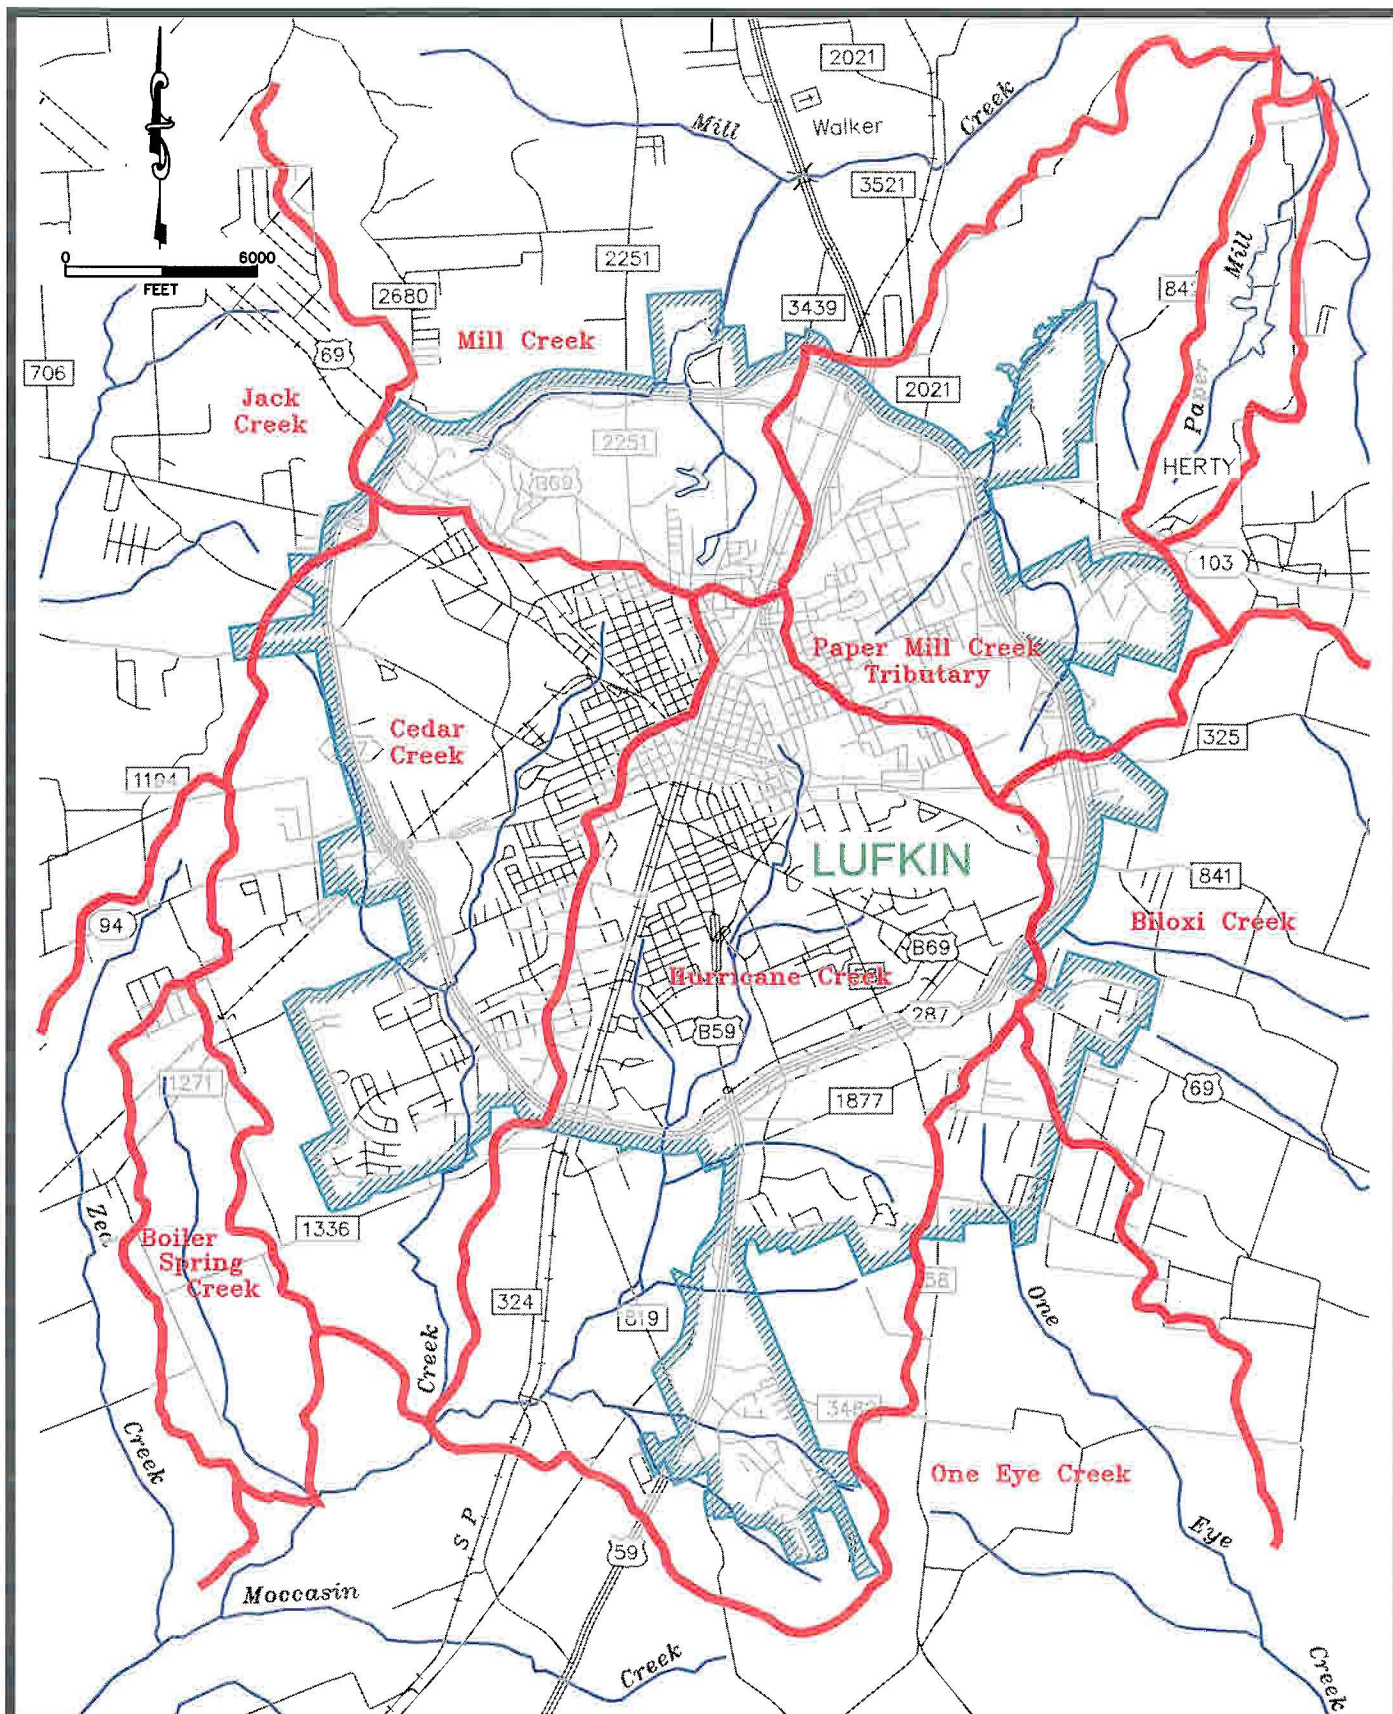 2021
Mill
Creek
Walker
3521
0
6000
FEET
2251
2680
3439
Mill
69
Mill Creek
706
2021
Jack
Creek
Paper
2251
B69
HERTY
103
Paper Mill Creek
Tributary
Cedar
Creek
325
1194
LUFKIN
841
94
Biloxi Creek
B69
Hurricane Creek
287
B59
1271
69
1877
1336
Boiler
Spring
Creek
58
One
324
819
Creek
Creek
One Eye Creek
S P
Eye
59
Moccasin
Creek
Creek